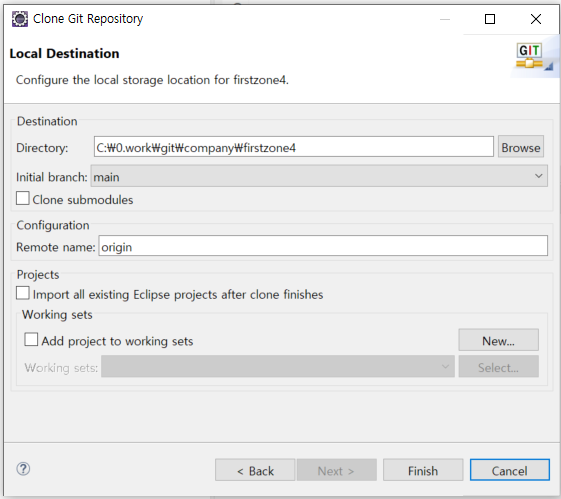 Clone Git Repository
Local Destination
GIT
Configure the local storage location for firstzone4.
Destination
Directory: C:₩0.work₩git₩company₩firstzone4 Browse
Initial branch: main
Clone submodules
Configuration
Remote name: origin
Projects
Import all existing Eclipse projects after clone finishes
Working sets
Add project to working sets New...
Working sets: Select...
? < Back Next > Finish Cancel